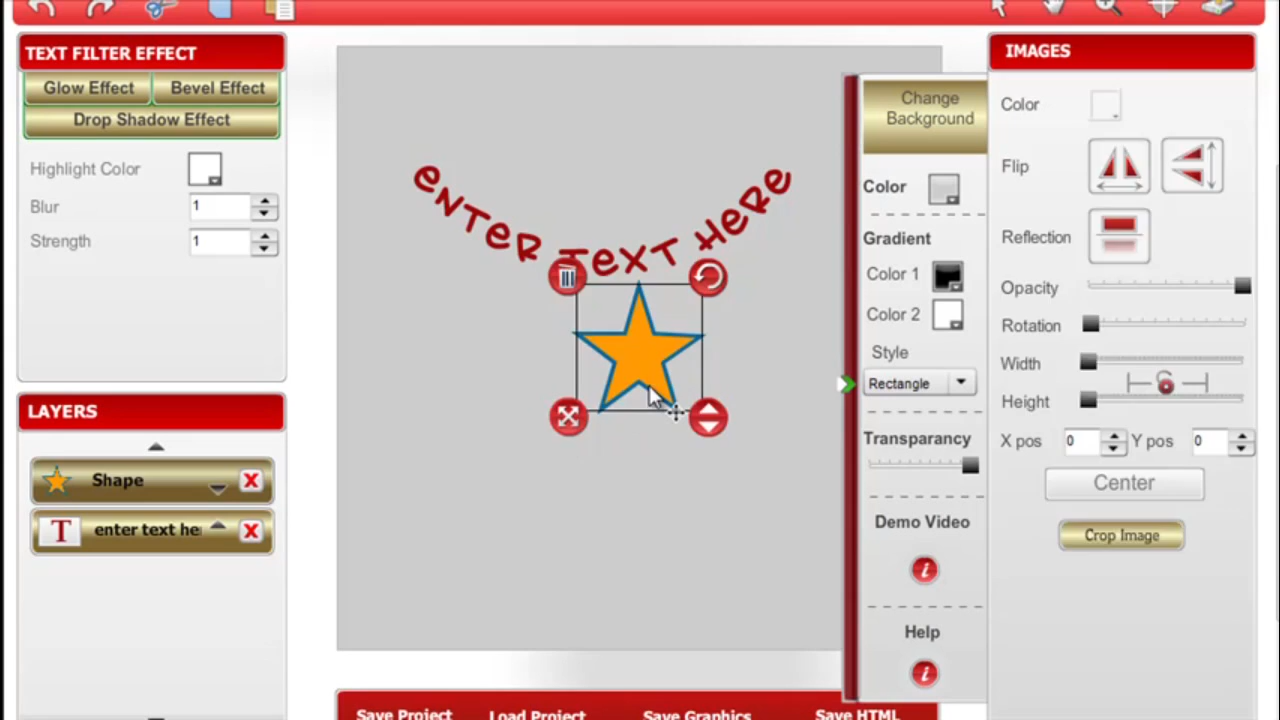 TEXT FILTER EFFECT
Glow Effect
Bevel Effect
Drop Shadow Effect
Highlight Color
Blur
1
Strength
1
LAYERS
Shape
T
enter text he
enTeR TeXT HeRe
Change
Background
Color
Gradient
Color 1
Color 2
Style
Rectangle
Transparency
Demo Video
i
Help
i
IMAGES
Color
Flip
Reflection
Opacity
Rotation
Width
Height
X pos
0
Y pos
0
Center
Crop Image
Save Project
Load Project
Save Graphics
Save HTML